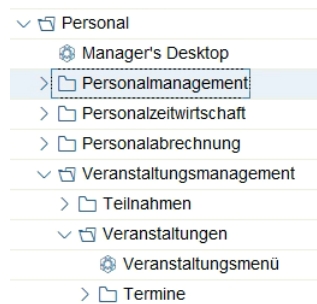 Personal
Manager's Desktop
Personalmanagement
Personalzeitwirtschaft
Personalabrechnung
Veranstaltungsmanagement
Teilnahmen
Veranstaltungen
Veranstaltungsmenü
Termine